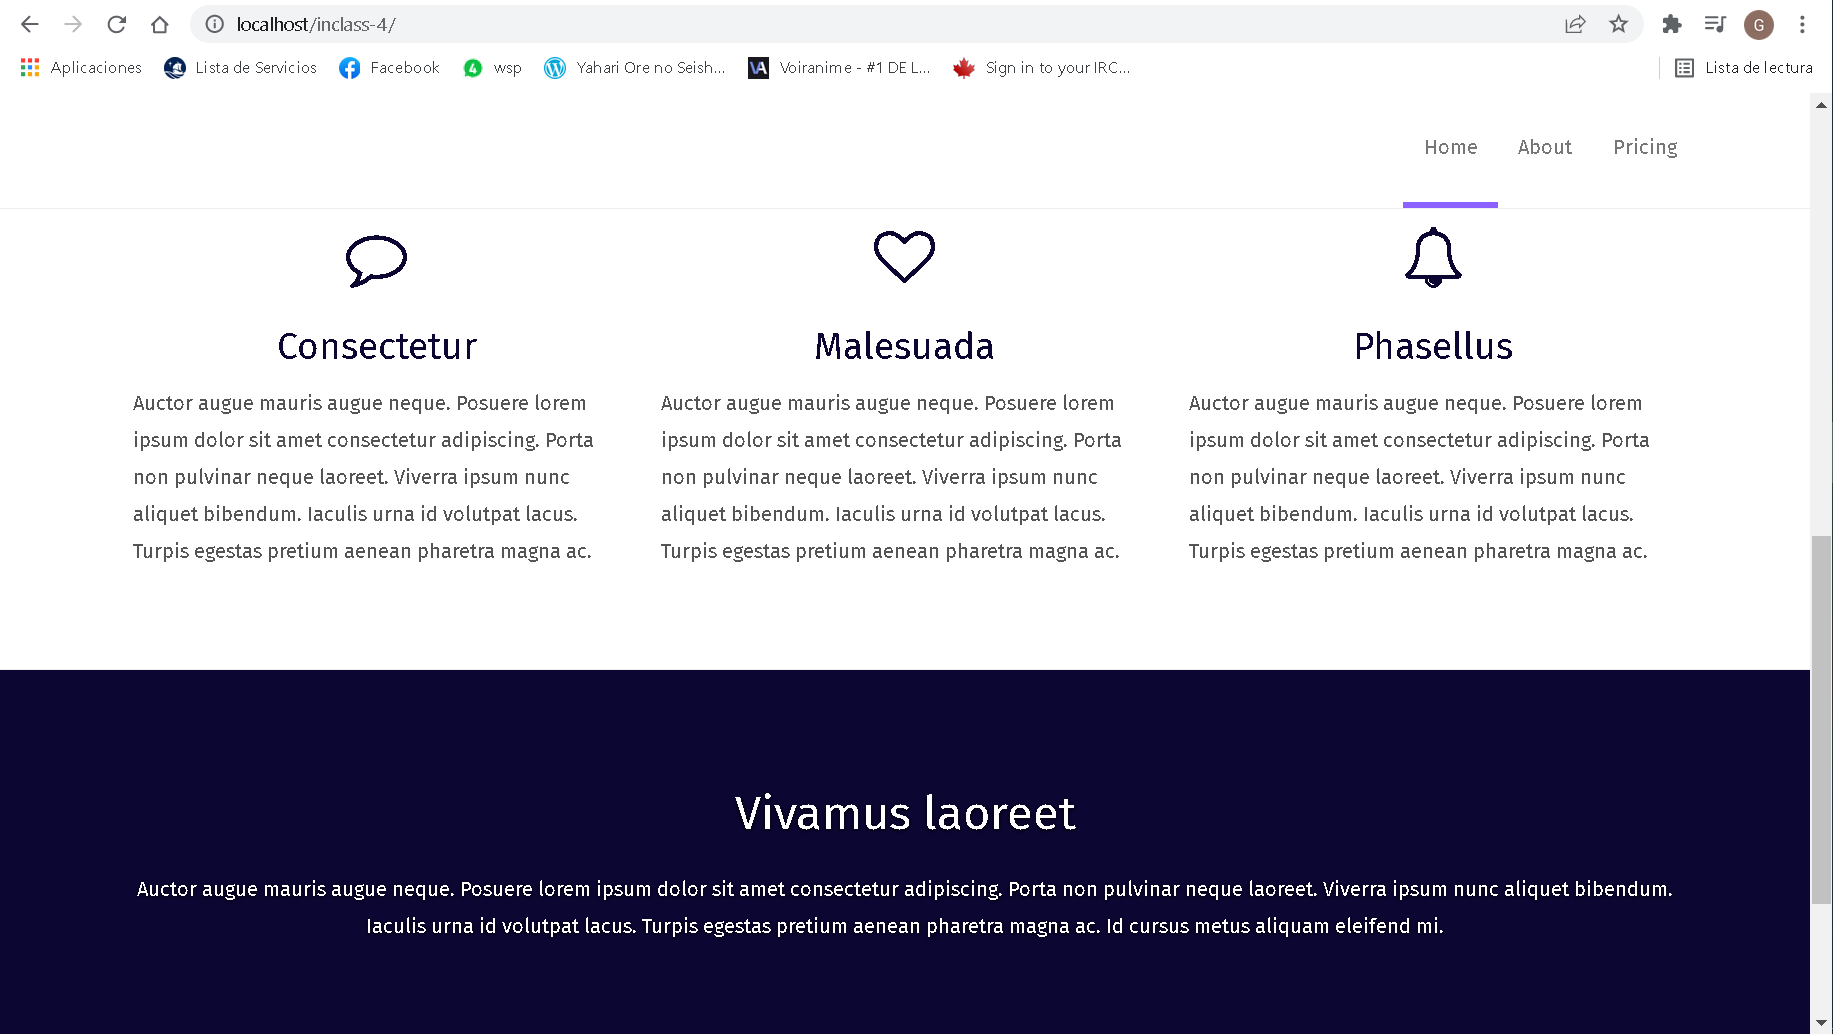 localhost/inclass-4/
G
Aplicaciones Lista de Servicios Facebook 4 wsp Yahari Ore no Seish... VA Voiranime - #1 DE L... Sign in to your IRC... Lista de lectura
Home About Pricing
Consectetur
Auctor augue mauris augue neque. Posuere lorem
ipsum dolor sit amet consectetur adipiscing. Porta
non pulvinar neque laoreet. Viverra ipsum nunc
aliquet bibendum. Iaculis urna id volutpat lacus.
Turpis egestas pretium aenean pharetra magna ac.
Malesuada
Auctor augue mauris augue neque. Posuere lorem
ipsum dolor sit amet consectetur adipiscing. Porta
non pulvinar neque laoreet. Viverra ipsum nunc
aliquet bibendum. Iaculis urna id volutpat lacus.
Turpis egestas pretium aenean pharetra magna ac.
Phasellus
Auctor augue mauris augue neque. Posuere lorem
ipsum dolor sit amet consectetur adipiscing. Porta
non pulvinar neque laoreet. Viverra ipsum nunc
aliquet bibendum. Iaculis urna id volutpat lacus.
Turpis egestas pretium aenean pharetra magna ac.
Vivamus laoreet
Auctor augue mauris augue neque. Posuere lorem ipsum dolor sit amet consectetur adipiscing. Porta non pulvinar neque laoreet. Viverra ipsum nunc aliquet bibendum.
Iaculis urna id volutpat lacus. Turpis egestas pretium aenean pharetra magna ac. Id cursus metus aliquam eleifend mi.